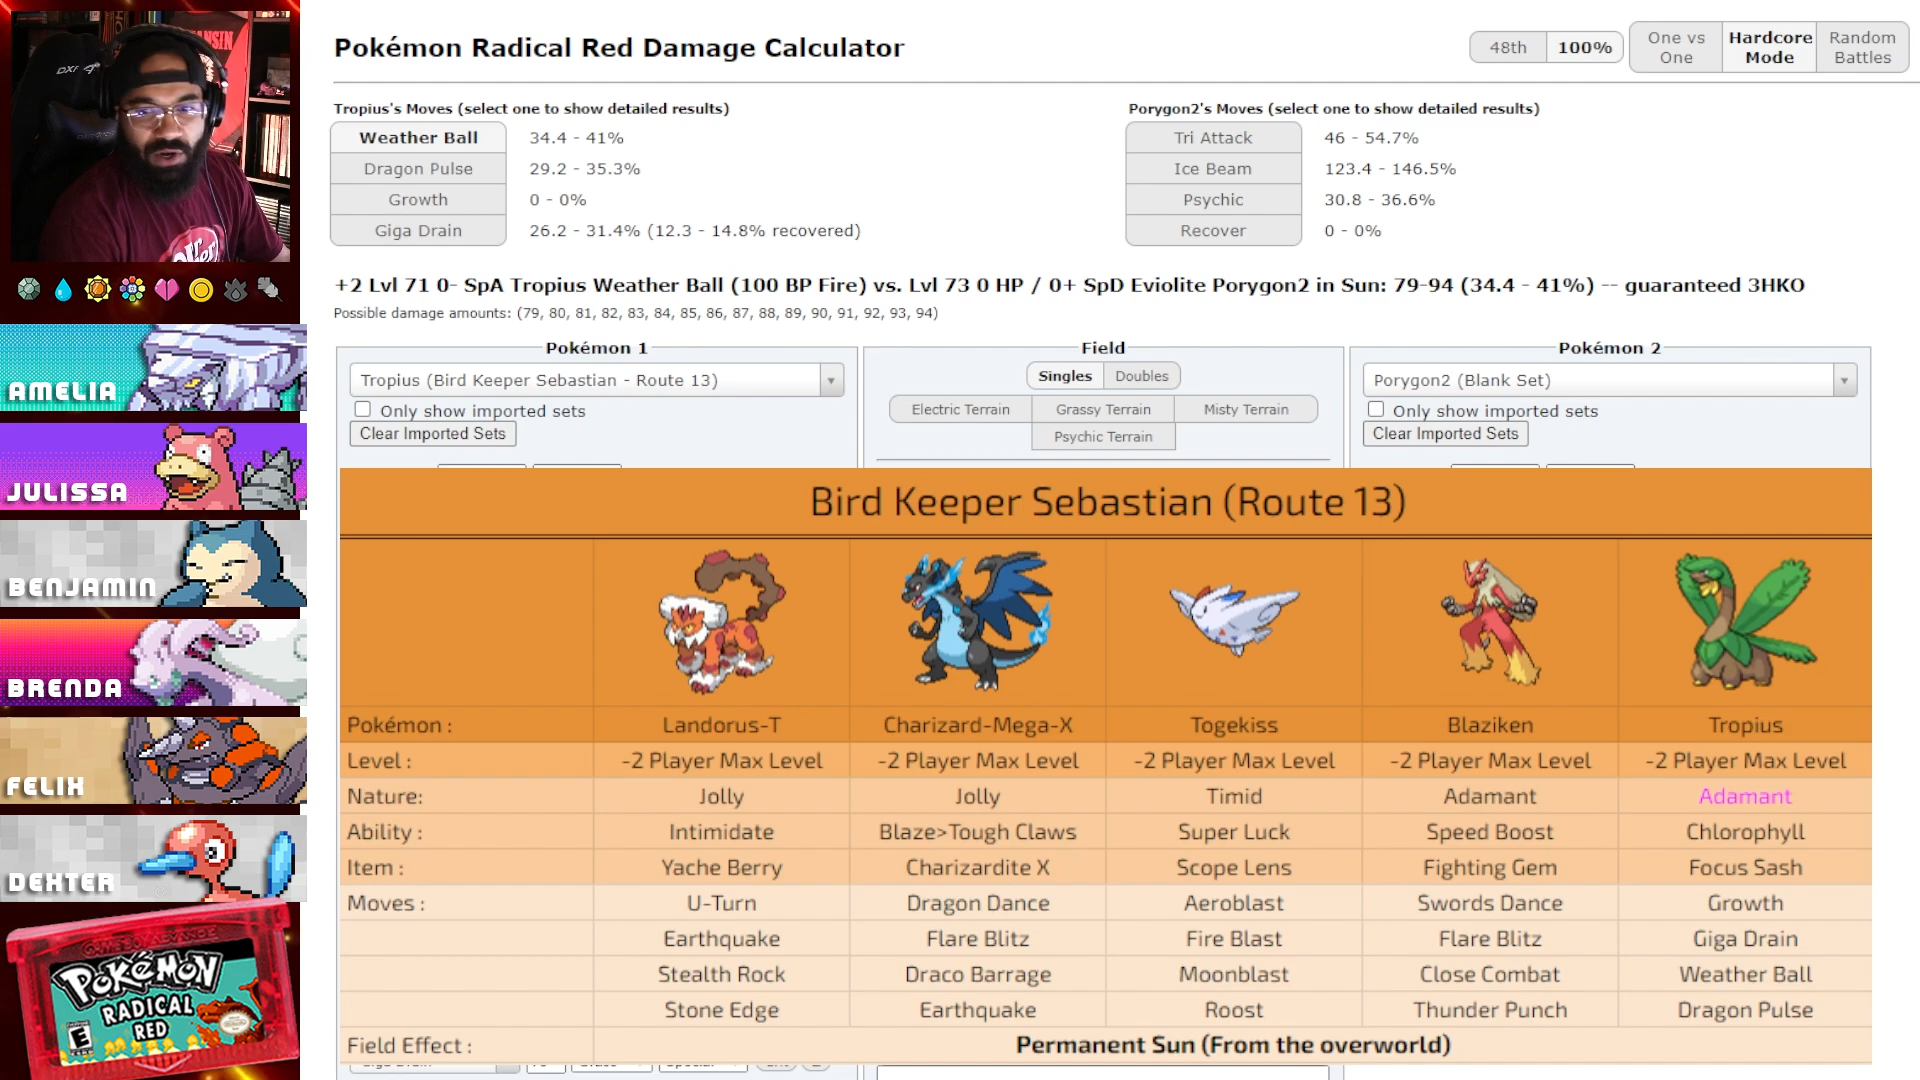 Pokémon Radical Red Damage Calculator
48th 100%
One vs One
Hardcore Mode
Random Battles
Tropius's Moves (select one to show detailed results)
Weather Ball 34.4 - 41%
Dragon Pulse 29.2 - 35.3%
Growth 0 - 0%
Giga Drain 26.2 - 31.4% (12.3 - 14.8% recovered)
Porygon2's Moves (select one to show detailed results)
Tri Attack 46 - 54.7%
Ice Beam 123.4 - 146.5%
Psychic 30.8 - 36.6%
Recover 0 - 0%
+2 Lvl 71 0- SpA Tropius Weather Ball (100 BP Fire) vs. Lvl 73 0 HP / 0+ SpD Eviolite Porygon2 in Sun: 79-94 (34.4 - 41%) -- guaranteed 3HKO
Possible damage amounts: (79, 80, 81, 82, 83, 84, 85, 86, 87, 88, 89, 90, 91, 92, 93, 94)
Pokémon 1
Tropius (Bird Keeper Sebastian - Route 13)
Only show imported sets
Clear Imported Sets
Field
Singles Doubles
Electric Terrain Grassy Terrain Misty Terrain
Psychic Terrain
Pokémon 2
Porygon2 (Blank Set)
Only show imported sets
Clear Imported Sets
Bird Keeper Sebastian (Route 13)
Pokémon : Landorus-T Charizard-Mega-X Togekiss Blaziken Tropius
Level : -2 Player Max Level -2 Player Max Level -2 Player Max Level -2 Player Max Level -2 Player Max Level
Nature: Jolly Jolly Timid Adamant Adamant
Ability : Intimidate Blaze>Tough Claws Super Luck Speed Boost Chlorophyll
Item : Yache Berry Charizardite X Scope Lens Fighting Gem Focus Sash
Moves : U-Turn Dragon Dance Aeroblast Swords Dance Growth
Earthquake Flare Blitz Fire Blast Flare Blitz Giga Drain
Stealth Rock Draco Barrage Moonblast Close Combat Weather Ball
Stone Edge Earthquake Roost Thunder Punch Dragon Pulse
Field Effect : Permanent Sun (From the overworld)
AMELIA
JULISSA
BENJAMIN
BRENDA
FELIX
DEXTER
GAME BOY ADVANCE
POKéMON
RADICAL
RED
E